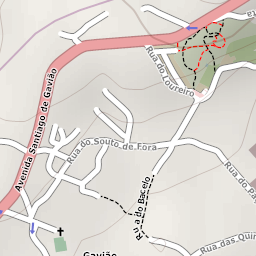 Rua do Loureiro
Avenida Santiago de Gavião
Rua do Souto de Fora
Rua do Bacelo
Rua do Pa
Rua das Quin
Gavião